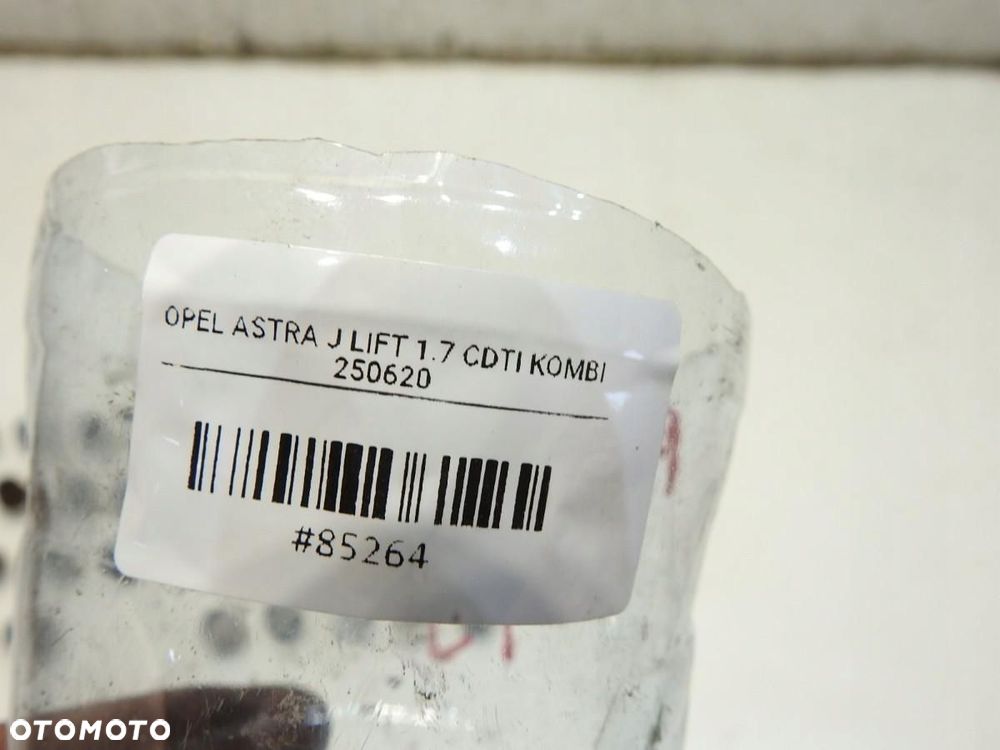 OPEL ASTRA J LIFT 1.7 CDTI KOMBI
250620
#85264
OTOMOTO